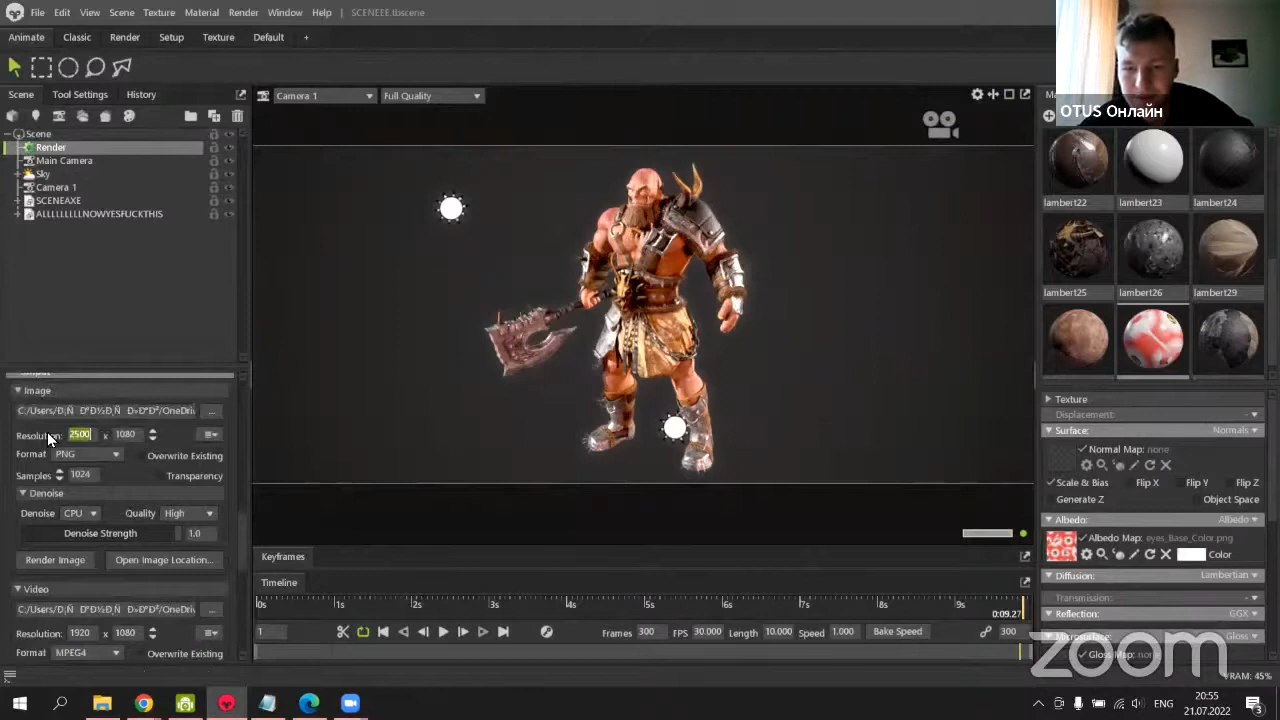 File Edit View Scene Texture Material Render Window Help SCENEEE.tbscene
Animate Classic Render Setup Texture Default +
Scene Tool Settings History
Camera 1 Full Quality
OTUS Онлайн
Scene
Render
Main Camera
Sky
Camera 1
SCENEAXE
ALLLLLLLLNOWYESFUCKTHIS
lambert22 lambert23 lambert24
lambert25 lambert26 lambert29
Image
...
Resolution: 2500 x 1080
Format PNG Overwrite Existing
Samples 1024 Transparency
Denoise
Denoise CPU Quality High
Denoise Strength 1.0
Render Image Open Image Location...
Video
...
Resolution: 1920 x 1080
Format MPEG4 Overwrite Existing
Texture
Displacement: -
Surface: Normals
Normal Map: none
Scale & Bias Flip X Flip Y Flip Z
Generate Z Object Space
Albedo: Albedo
Albedo Map: eyes_Base_Color.png
Color
Diffusion: Lambertian
Transmission: -
Reflection: GGX
Microsurface: Gloss
Gloss Map:
Keyframes
Timeline
0s 1s 2s 3s 4s 5s 6s 7s 8s 9s
0:09.27
1 Frames 300 FPS 30.000 Length 10.000 Speed 1.000 Bake Speed 300
zoom
VRAM: 45%
ENG 20:55
21.07.2022
3